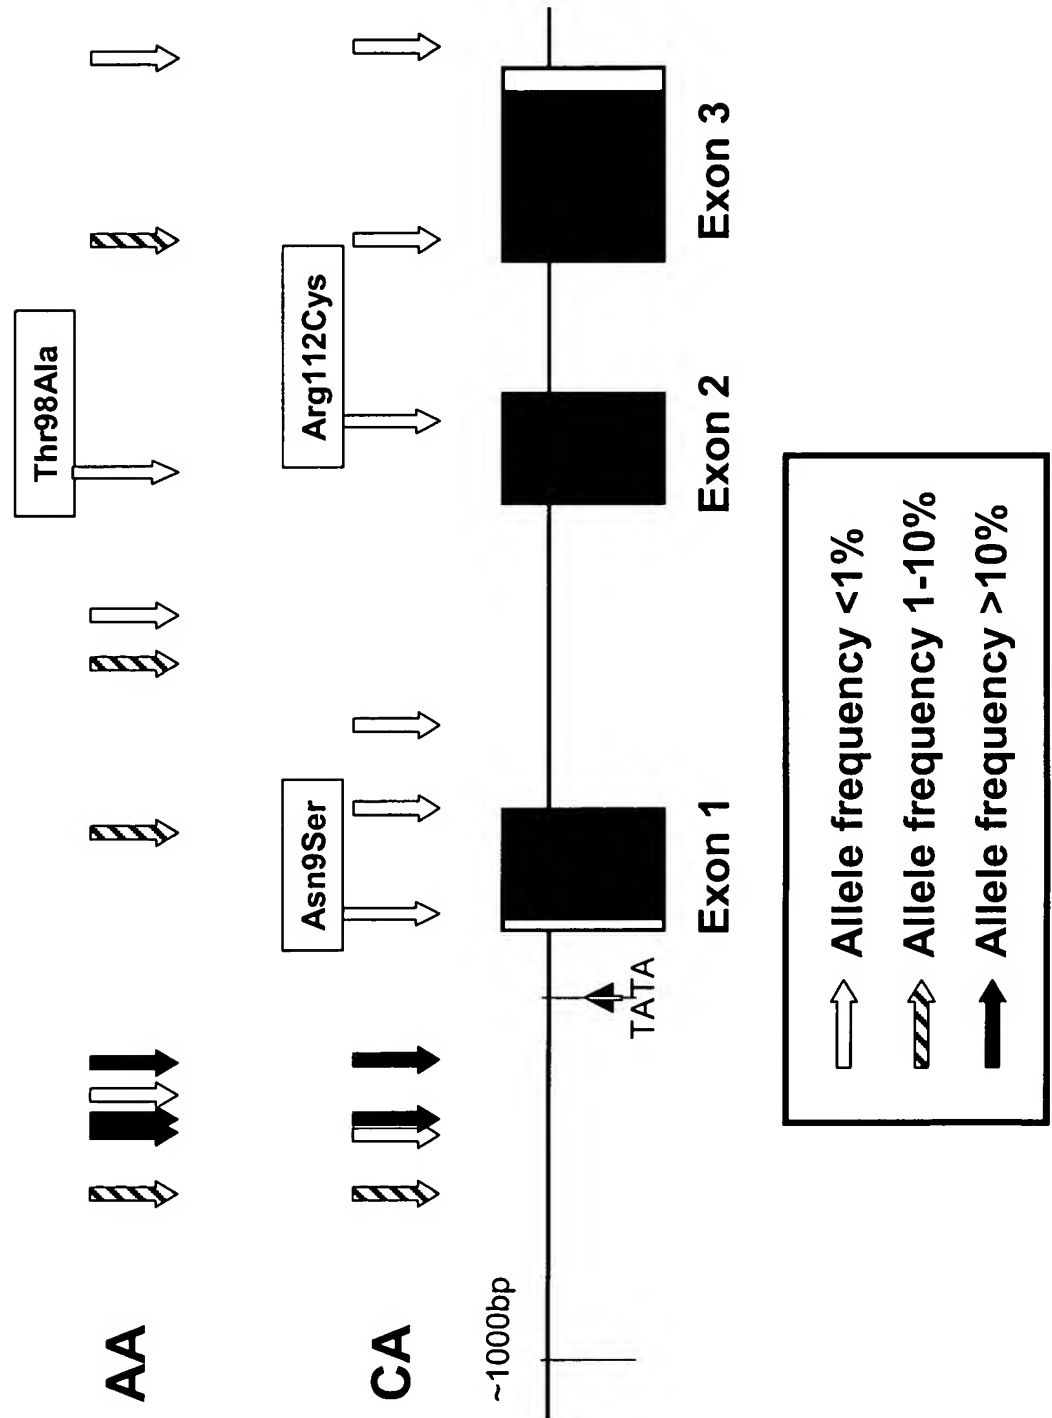 AA
Thr98Ala
CA
Asn9Ser
Arg112Cys
~1000bp
TATA
Exon 1
Exon 2
Exon 3
Allele frequency <1%
Allele frequency 1-10%
Allele frequency >10%